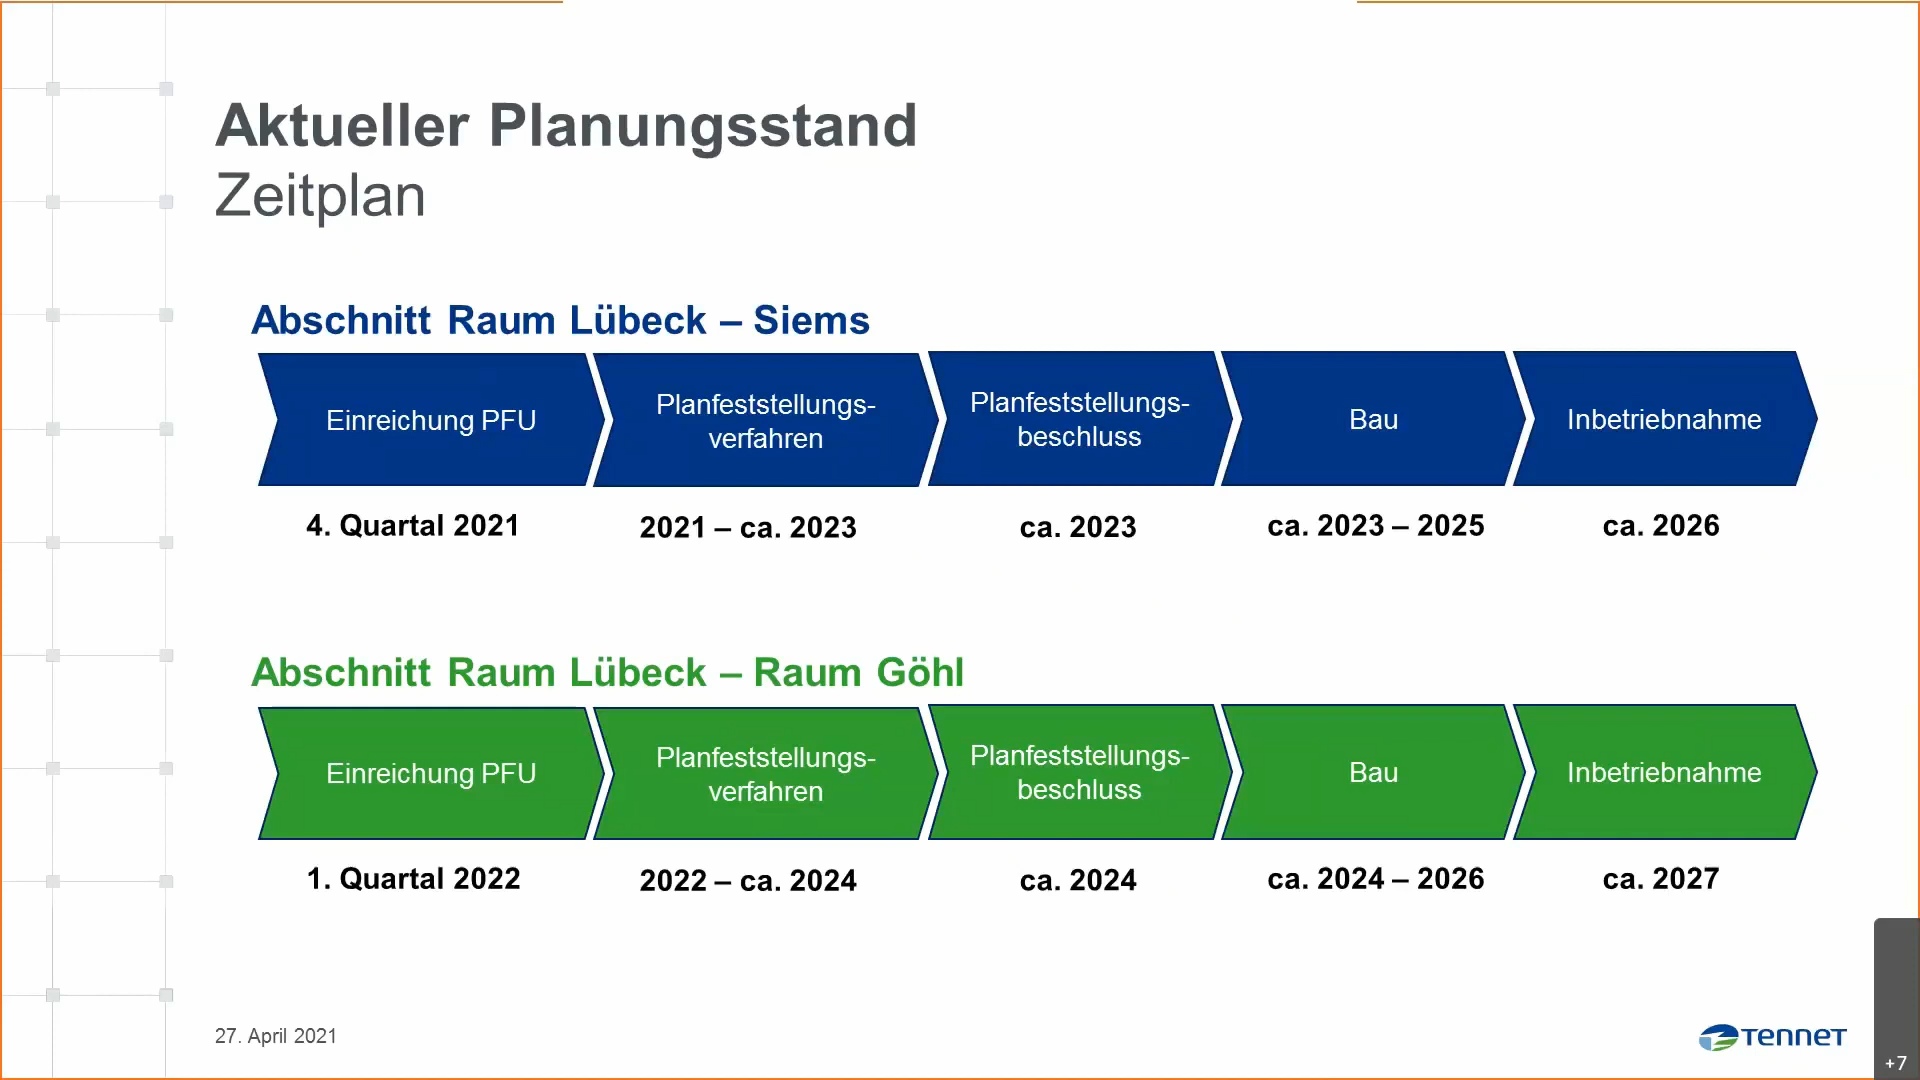 Aktueller Planungsstand
Zeitplan
Abschnitt Raum Lübeck – Siems
Einreichung PFU
Planfeststellungs-
verfahren
Planfeststellungs-
beschluss
Bau
Inbetriebnahme
4. Quartal 2021
2021 – ca. 2023
ca. 2023
ca. 2023 – 2025
ca. 2026
Abschnitt Raum Lübeck – Raum Göhl
Einreichung PFU
Planfeststellungs-
verfahren
Planfeststellungs-
beschluss
Bau
Inbetriebnahme
1. Quartal 2022
2022 – ca. 2024
ca. 2024
ca. 2024 – 2026
ca. 2027
27. April 2021
TenneT
+7